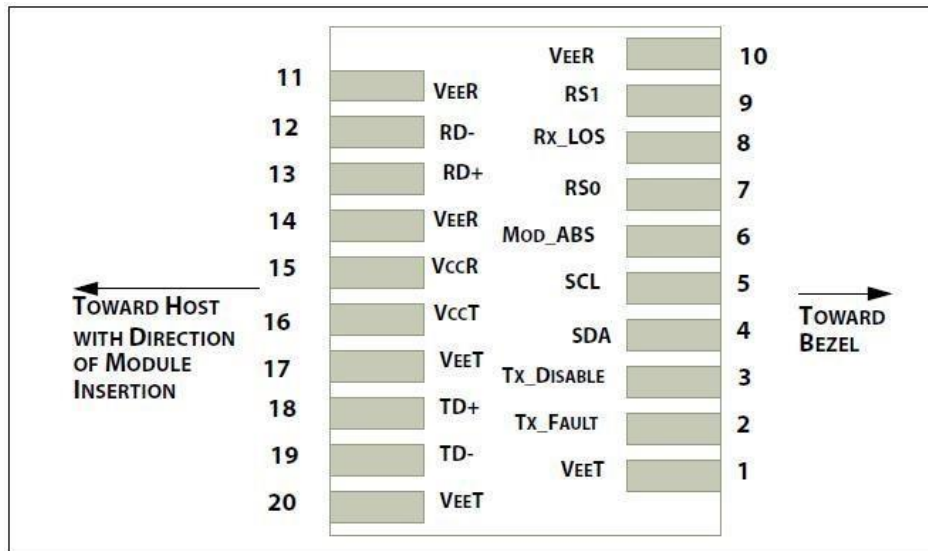 11 VEER
12 RD-
13 RD+
14 VEER
15 VCCR
16 VCCT
17 VEET
18 TD+
19 TD-
20 VEET
VEER 10
RS1 9
RX_LOS 8
RS0 7
MOD_ABS 6
SCL 5
SDA 4
TX_DISABLE 3
TX_FAULT 2
VEET 1
TOWARD HOST
WITH DIRECTION
OF MODULE
INSERTION
TOWARD
BEZEL